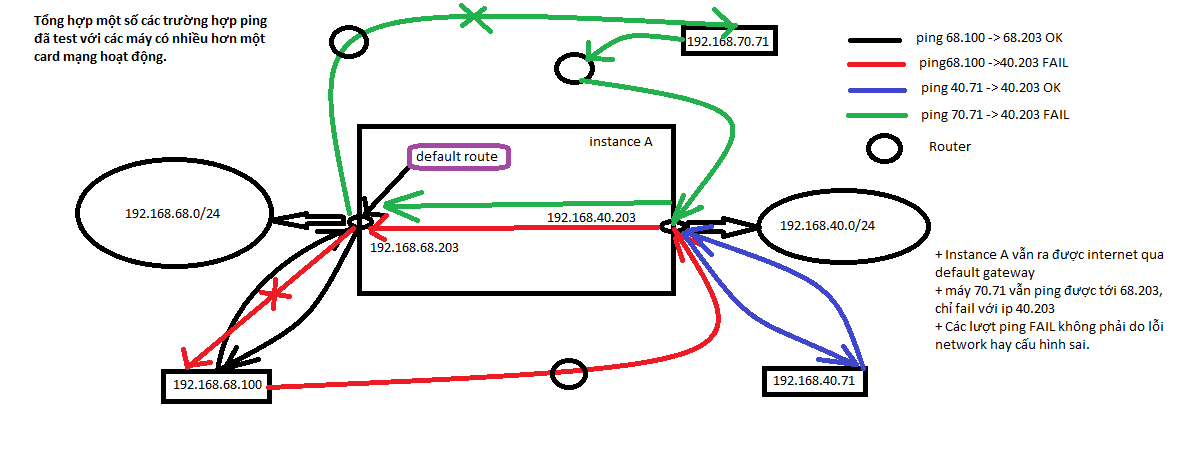 Tổng hợp một số các trường hợp ping
đã test với các máy có nhiều hơn một
card mạng hoạt động.
192.168.70.71
ping 68.100 -> 68.203 OK
ping68.100 ->40.203 FAIL
ping 40.71 -> 40.203 OK
ping 70.71 ->40.203 FAIL
Router
instance A
default route
192.168.68.0/24
192.168.40.203
192.168.40.0/24
192.168.68.203
+ Instance A vẫn ra được internet qua
default gateway
+ máy 70.71 vẫn ping được tới 68.203,
chỉ fail với ip 40.203
+ Các lượt ping FAIL không phải do lỗi
network hay cấu hình sai.
192.168.68.100
192.168.40.71